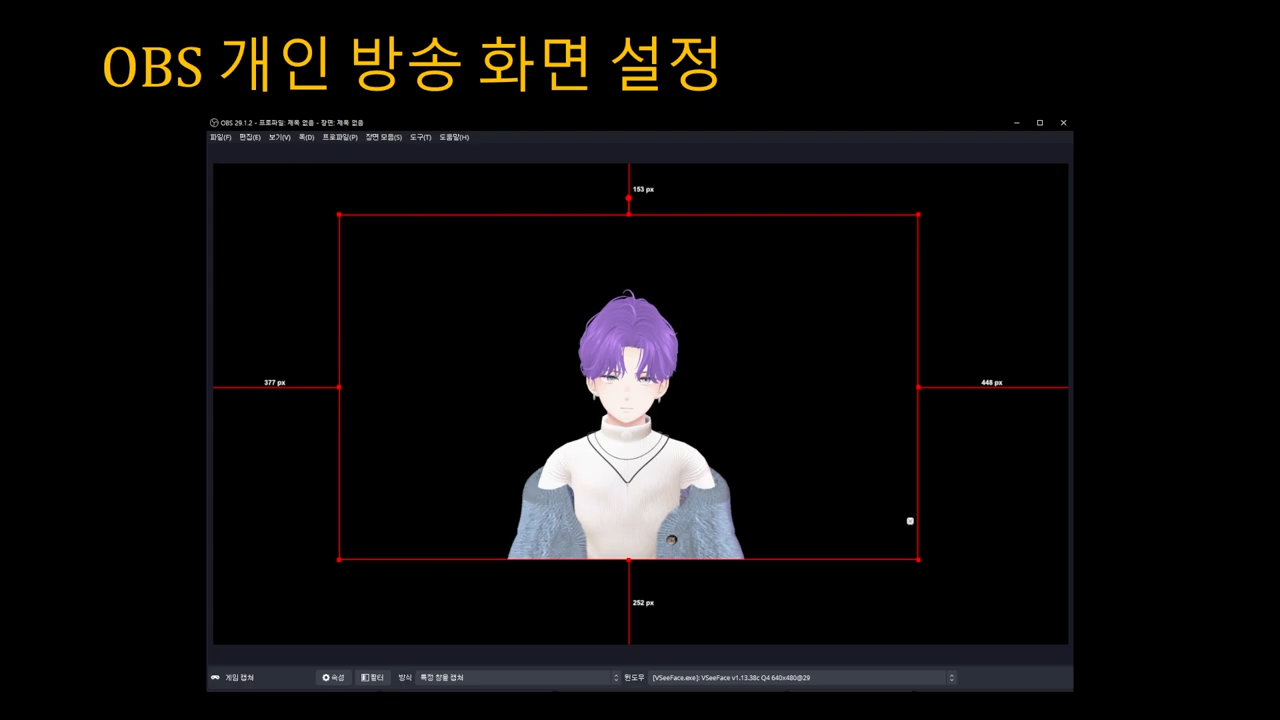 OBS 개인 방송 화면 설정
OBS 29.1.2 - 프로파일: 제목 없음 - 장면: 제목 없음
파일(F) 편집(E) 보기(V) 독(D) 프로파일(P) 장면 모음(S) 도구(T) 도움말(H)
153 px
377 px
448 px
252 px
게임 캡쳐 속성 필터 방식 특정 창을 캡쳐 윈도우 [VSeeFace.exe]: VSeeFace v1.13.38c Q4 640x480@29